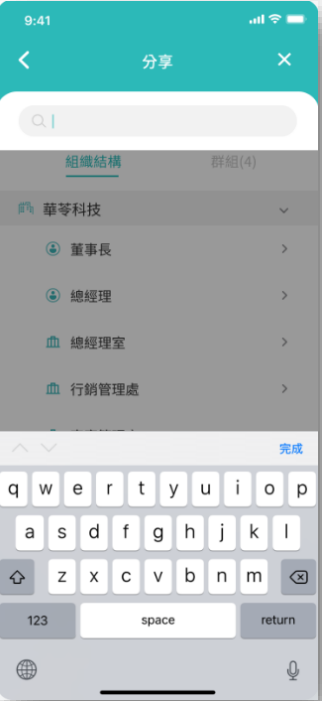 9:41
分享
組織結構
群組(4)
華苓科技
董事長
總經理
總經理室
行銷管理處
完成
q w e r t y u i o p
a s d f g h j k l
z x c v b n m
123 space return